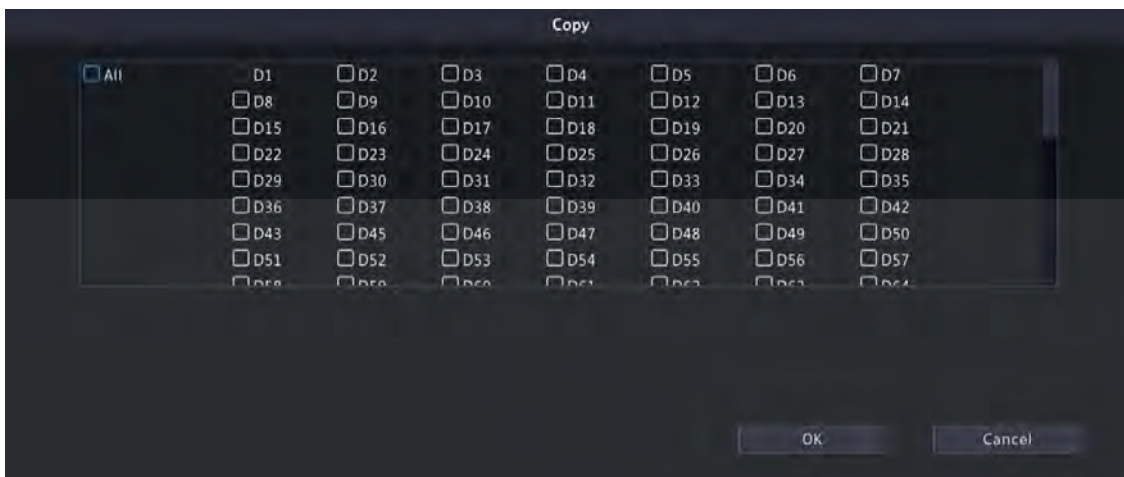 Copy
All D1 D2 D3 D4 D5 D6 D7
D8 D9 D10 D11 D12 D13 D14
D15 D16 D17 D18 D19 D20 D21
D22 D23 D24 D25 D26 D27 D28
D29 D30 D31 D32 D33 D34 D35
D36 D37 D38 D39 D40 D41 D42
D43 D45 D46 D47 D48 D49 D50
D51 D52 D53 D54 D55 D56 D57
OK Cancel